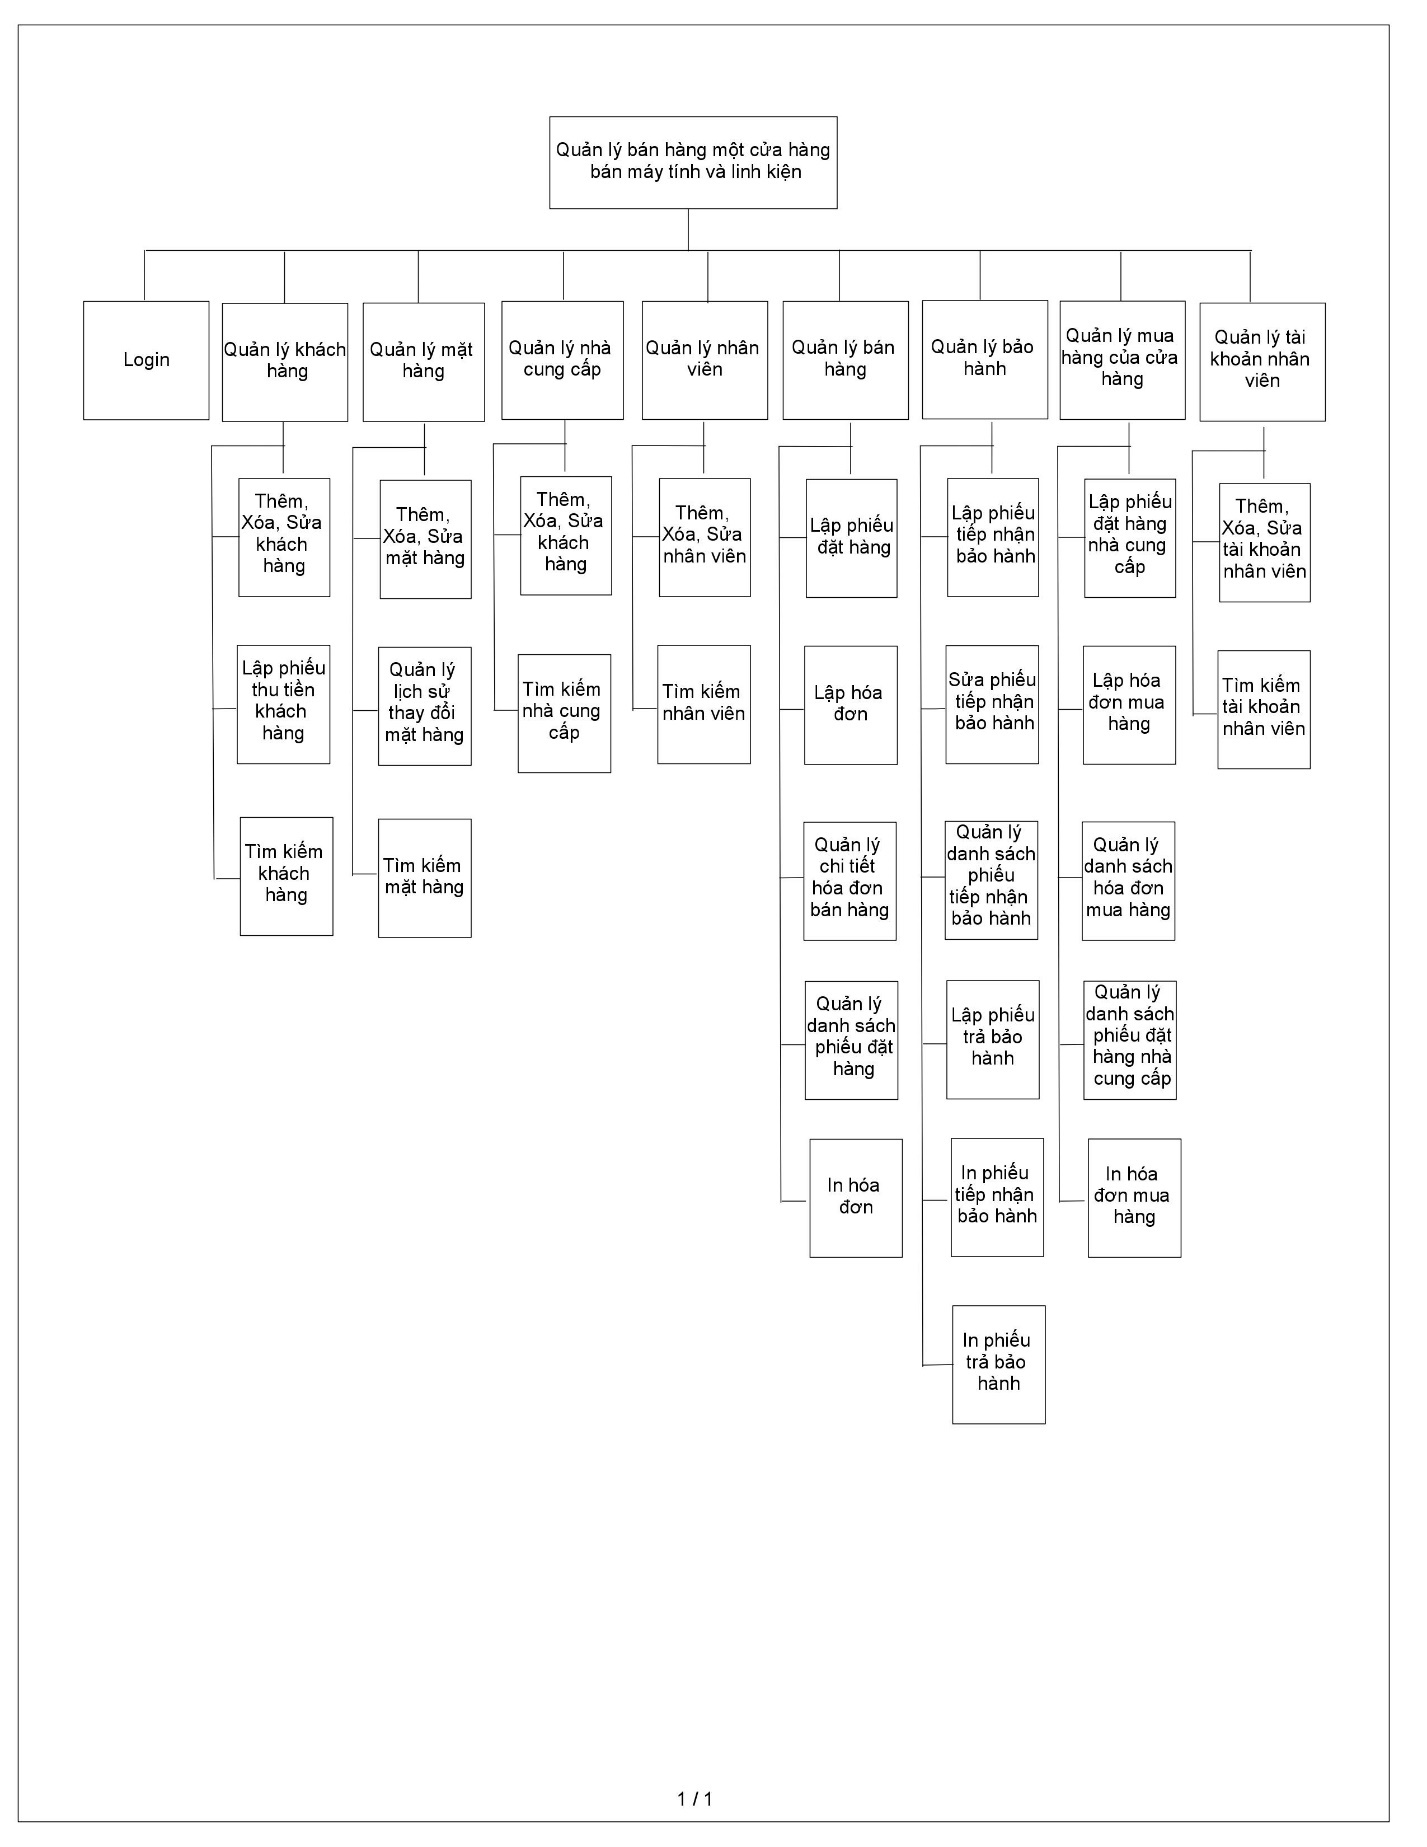 Quản lý bán hàng một cửa hàng
bán máy tính và linh kiện
Login
Quản lý khách
hàng
Quản lý mặt
hàng
Quản lý nhà
cung cấp
Quản lý nhân
viên
Quản lý bán
hàng
Quản lý bảo
hành
Quản lý mua
hàng của cửa
hàng
Quản lý tài
khoản nhân
viên
Thêm,
Xóa, Sửa
khách
hàng
Lập phiếu
thu tiền
khách
hàng
Tìm kiếm
khách
hàng
Thêm,
Xóa, Sửa
mặt hàng
Quản lý
lịch sử
thay đổi
mặt hàng
Tìm kiếm
mặt hàng
Thêm,
Xóa, Sửa
khách
hàng
Tìm kiếm
nhà cung
cấp
Thêm,
Xóa, Sửa
nhân viên
Tìm kiếm
nhân viên
Lập phiếu
đặt hàng
Lập hóa
đơn
Quản lý
chi tiết
hóa đơn
bán hàng
Quản lý
danh sách
phiếu đặt
hàng
In hóa
đơn
Lập phiếu
tiếp nhận
bảo hành
Sửa phiếu
tiếp nhận
bảo hành
Quản lý
danh sách
phiếu
tiếp nhận
bảo hành
Lập phiếu
trả bảo
hành
In phiếu
tiếp nhận
bảo hành
In phiếu
trả bảo
hành
Lập phiếu
đặt hàng
nhà cung
cấp
Lập hóa
đơn mua
hàng
Quản lý
danh sách
hóa đơn
mua hàng
Quản lý
danh sách
phiếu đặt
hàng nhà
cung cấp
In hóa
đơn mua
hàng
Thêm,
Xóa, Sửa
tài khoản
nhân viên
Tìm kiếm
tài khoản
nhân viên
1 / 1